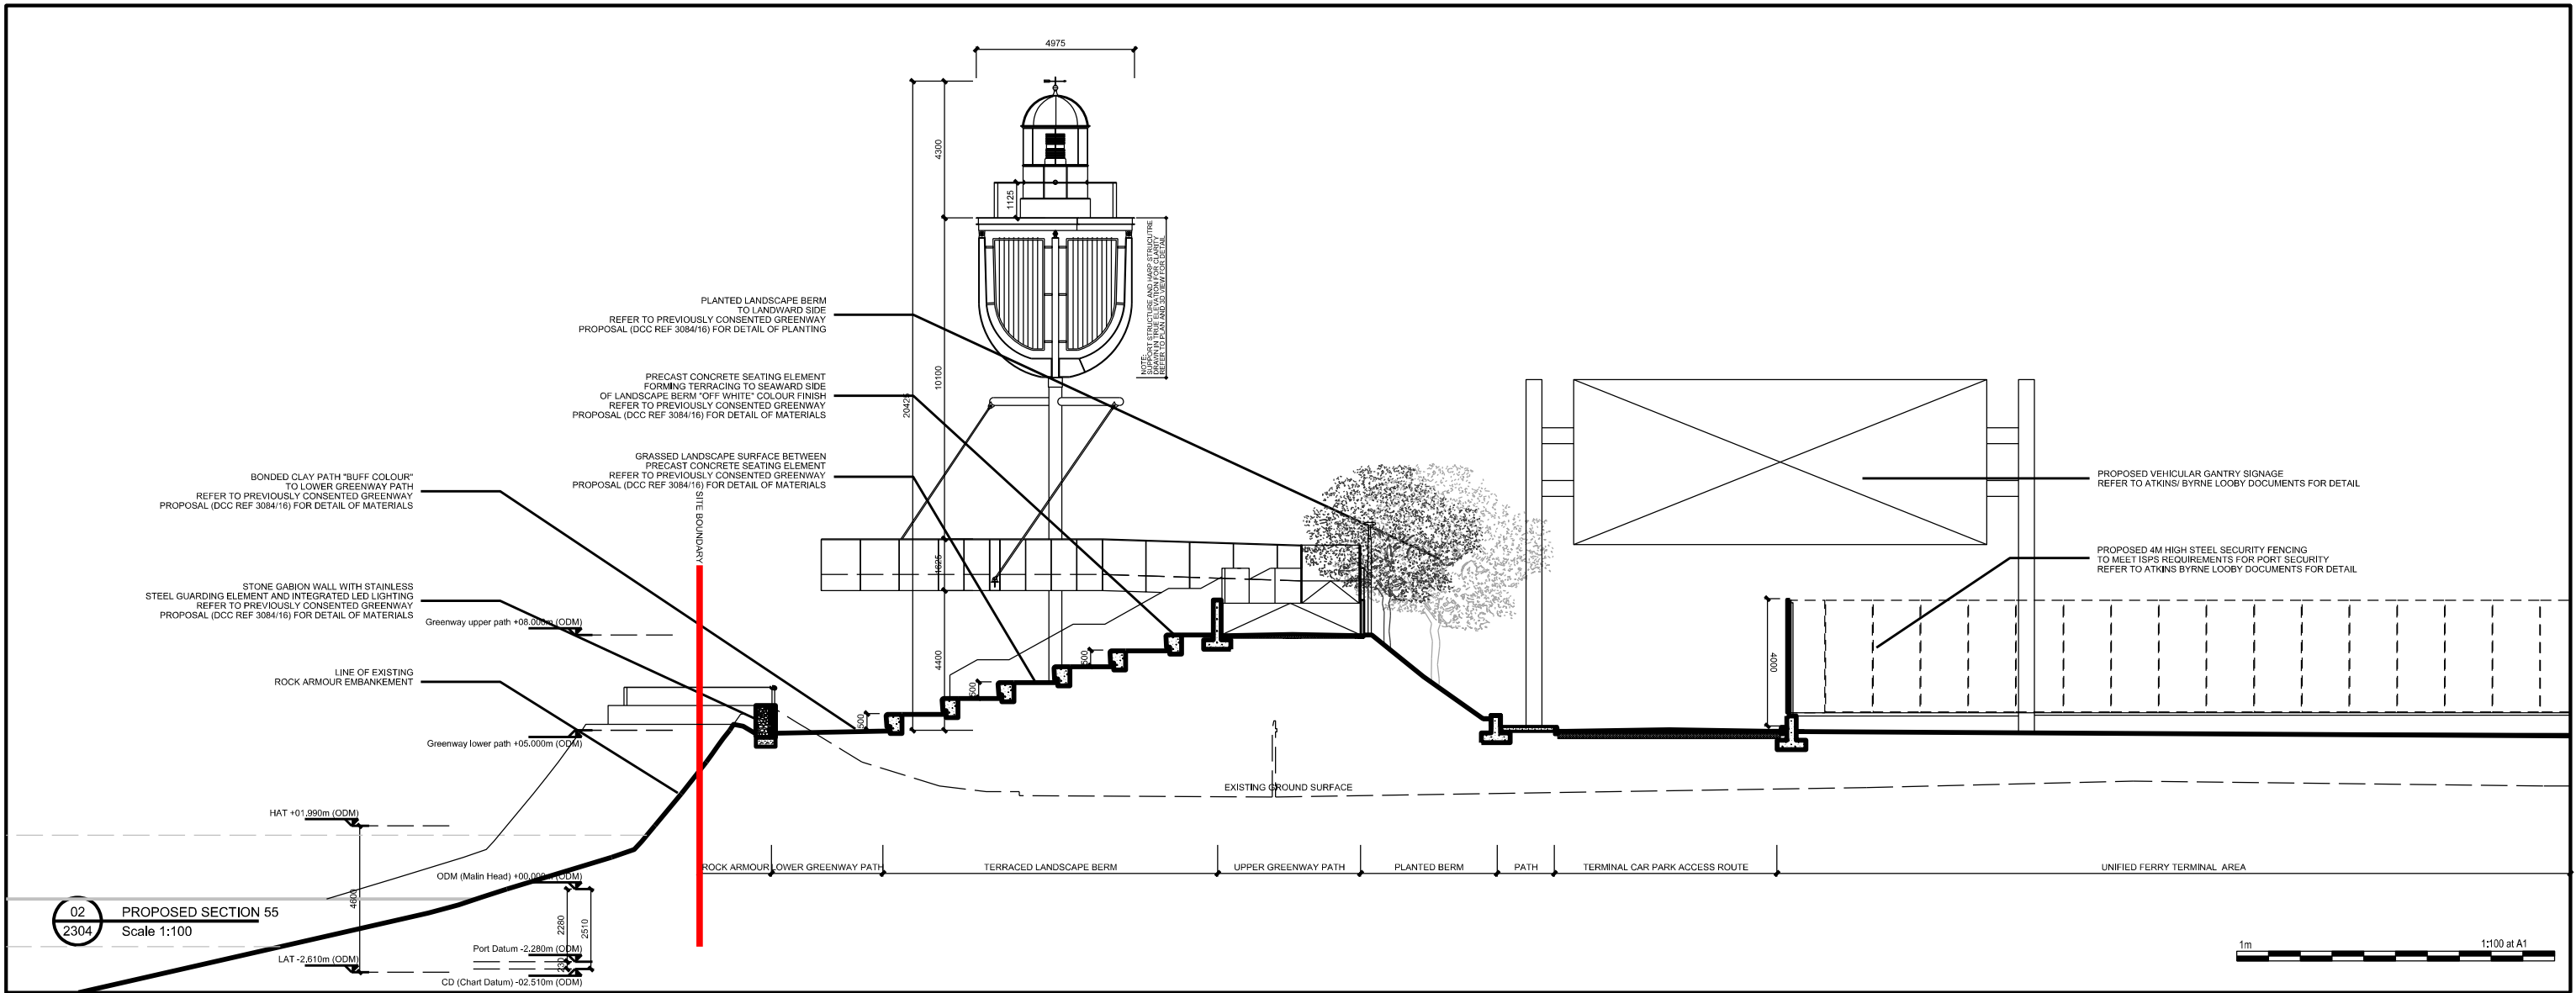 4975
4300
1125
NOTE:
SUPPORT STRUCTURE AND HARP STRUCUTRE
DRAWN IN TRUE ELEVATION FOR CLARITY
REFER TO PLAN AND 3D VIEW FOR DETAIL
PLANTED LANDSCAPE BERM
TO LANDWARD SIDE
REFER TO PREVIOUSLY CONSENTED GREENWAY
PROPOSAL (DCC REF 3084/16) FOR DETAIL OF PLANTING
PRECAST CONCRETE SEATING ELEMENT
FORMING TERRACING TO SEAWARD SIDE
OF LANDSCAPE BERM "OFF WHITE" COLOUR FINISH
REFER TO PREVIOUSLY CONSENTED GREENWAY
PROPOSAL (DCC REF 3084/16) FOR DETAIL OF MATERIALS
10100
20425
GRASSED LANDSCAPE SURFACE BETWEEN
PRECAST CONCRETE SEATING ELEMENT
REFER TO PREVIOUSLY CONSENTED GREENWAY
PROPOSAL (DCC REF 3084/16) FOR DETAIL OF MATERIALS
BONDED CLAY PATH "BUFF COLOUR"
TO LOWER GREENWAY PATH
REFER TO PREVIOUSLY CONSENTED GREENWAY
PROPOSAL (DCC REF 3084/16) FOR DETAIL OF MATERIALS
SITE BOUNDARY
PROPOSED VEHICULAR GANTRY SIGNAGE
REFER TO ATKINS/ BYRNE LOOBY DOCUMENTS FOR DETAIL
PROPOSED 4M HIGH STEEL SECURITY FENCING
TO MEET ISPS REQUIREMENTS FOR PORT SECURITY
REFER TO ATKINS BYRNE LOOBY DOCUMENTS FOR DETAIL
STONE GABION WALL WITH STAINLESS
STEEL GUARDING ELEMENT AND INTEGRATED LED LIGHTING
REFER TO PREVIOUSLY CONSENTED GREENWAY
PROPOSAL (DCC REF 3084/16) FOR DETAIL OF MATERIALS
1625
Greenway upper path +08.000m (ODM)
4400
500
500
500
4000
LINE OF EXISTING
ROCK ARMOUR EMBANKEMENT
Greenway lower path +05.000m (ODM)
EXISTING GROUND SURFACE
HAT +01.990m (ODM)
4600
ROCK ARMOUR
LOWER GREENWAY PATH
TERRACED LANDSCAPE BERM
UPPER GREENWAY PATH
PLANTED BERM
PATH
TERMINAL CAR PARK ACCESS ROUTE
UNIFIED FERRY TERMINAL AREA
ODM (Malin Head) +00.000m (ODM)
2280
2510
230
02
2304
PROPOSED SECTION 55
Scale 1:100
Port Datum -2.280m (ODM)
LAT -2.610m (ODM)
CD (Chart Datum) -02.510m (ODM)
1m
1:100 at A1